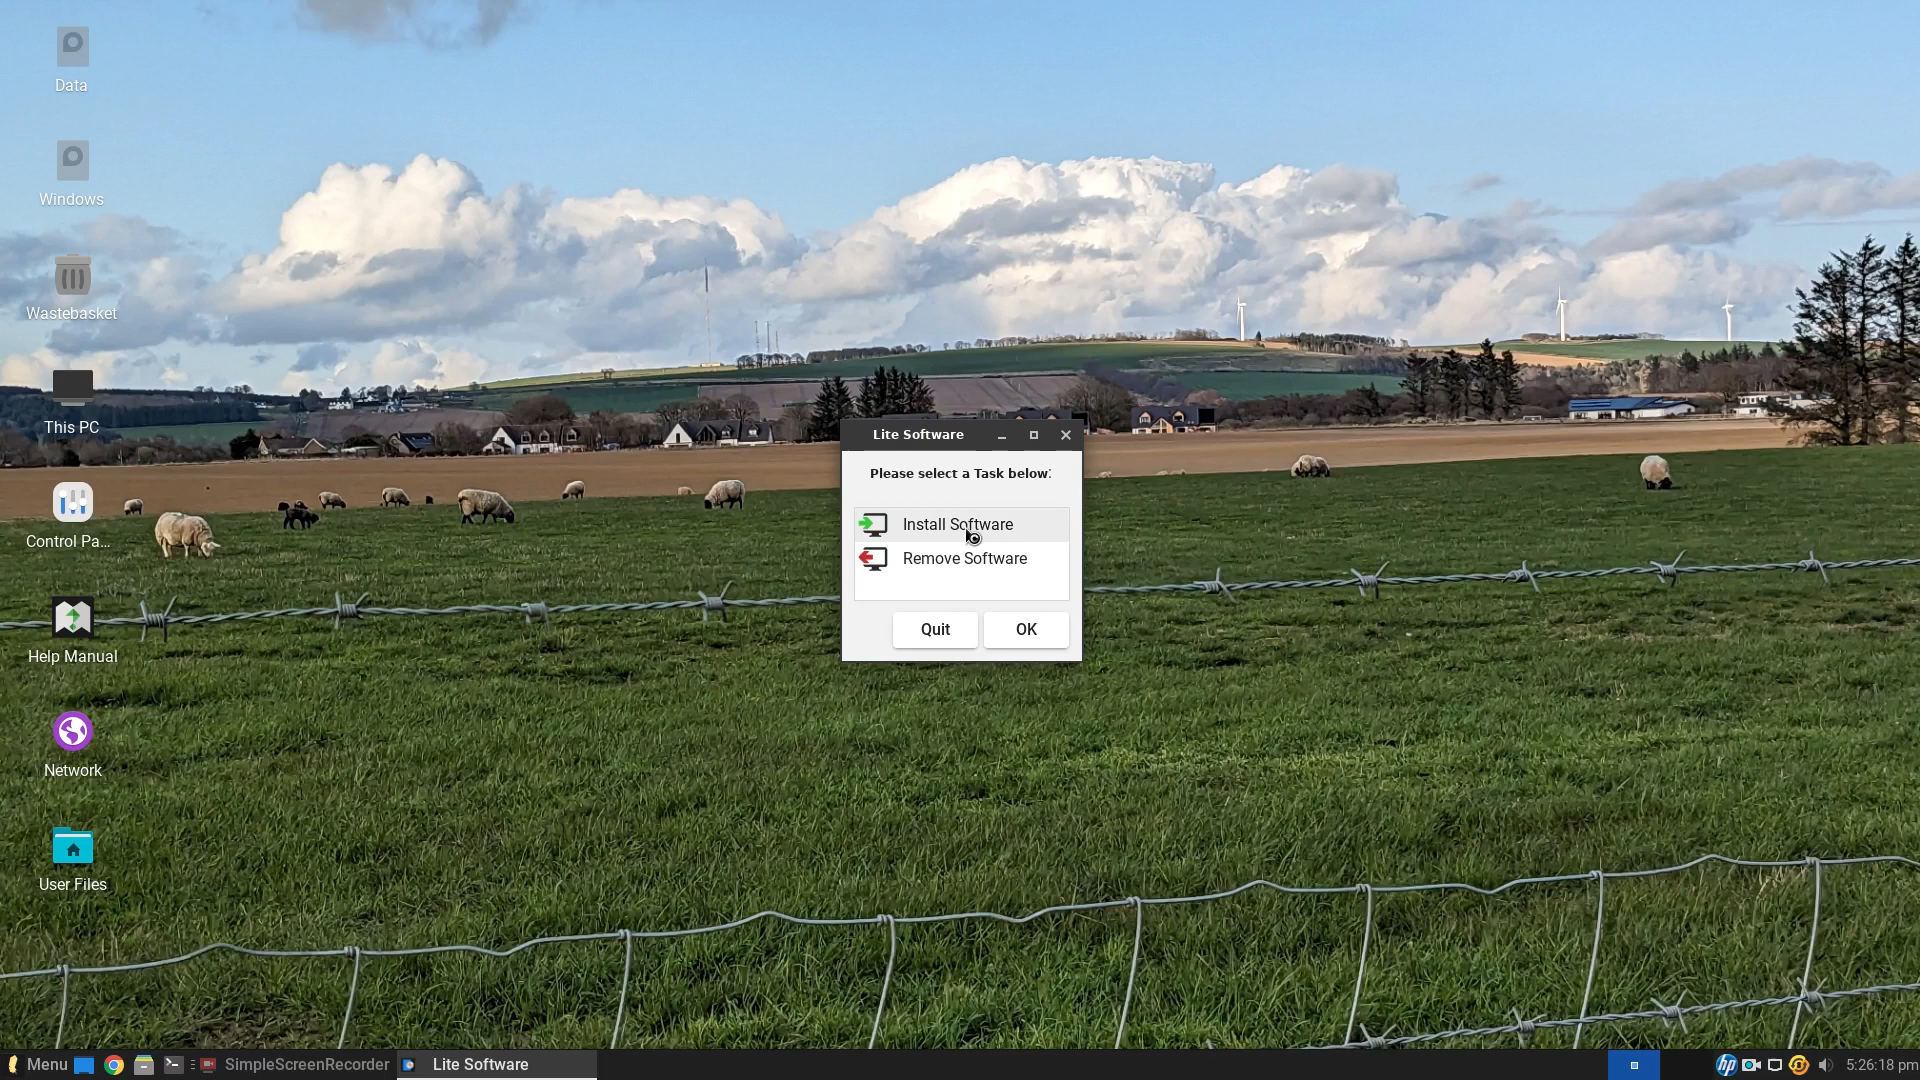 Data
Windows
Wastebasket
This PC
Control Pa...
Help Manual
Network
User Files
Lite Software
Please select a Task below:
Install Software
Remove Software
Quit
OK
Menu
SimpleScreenRecorder
Lite Software
hp
5:26:18 pm